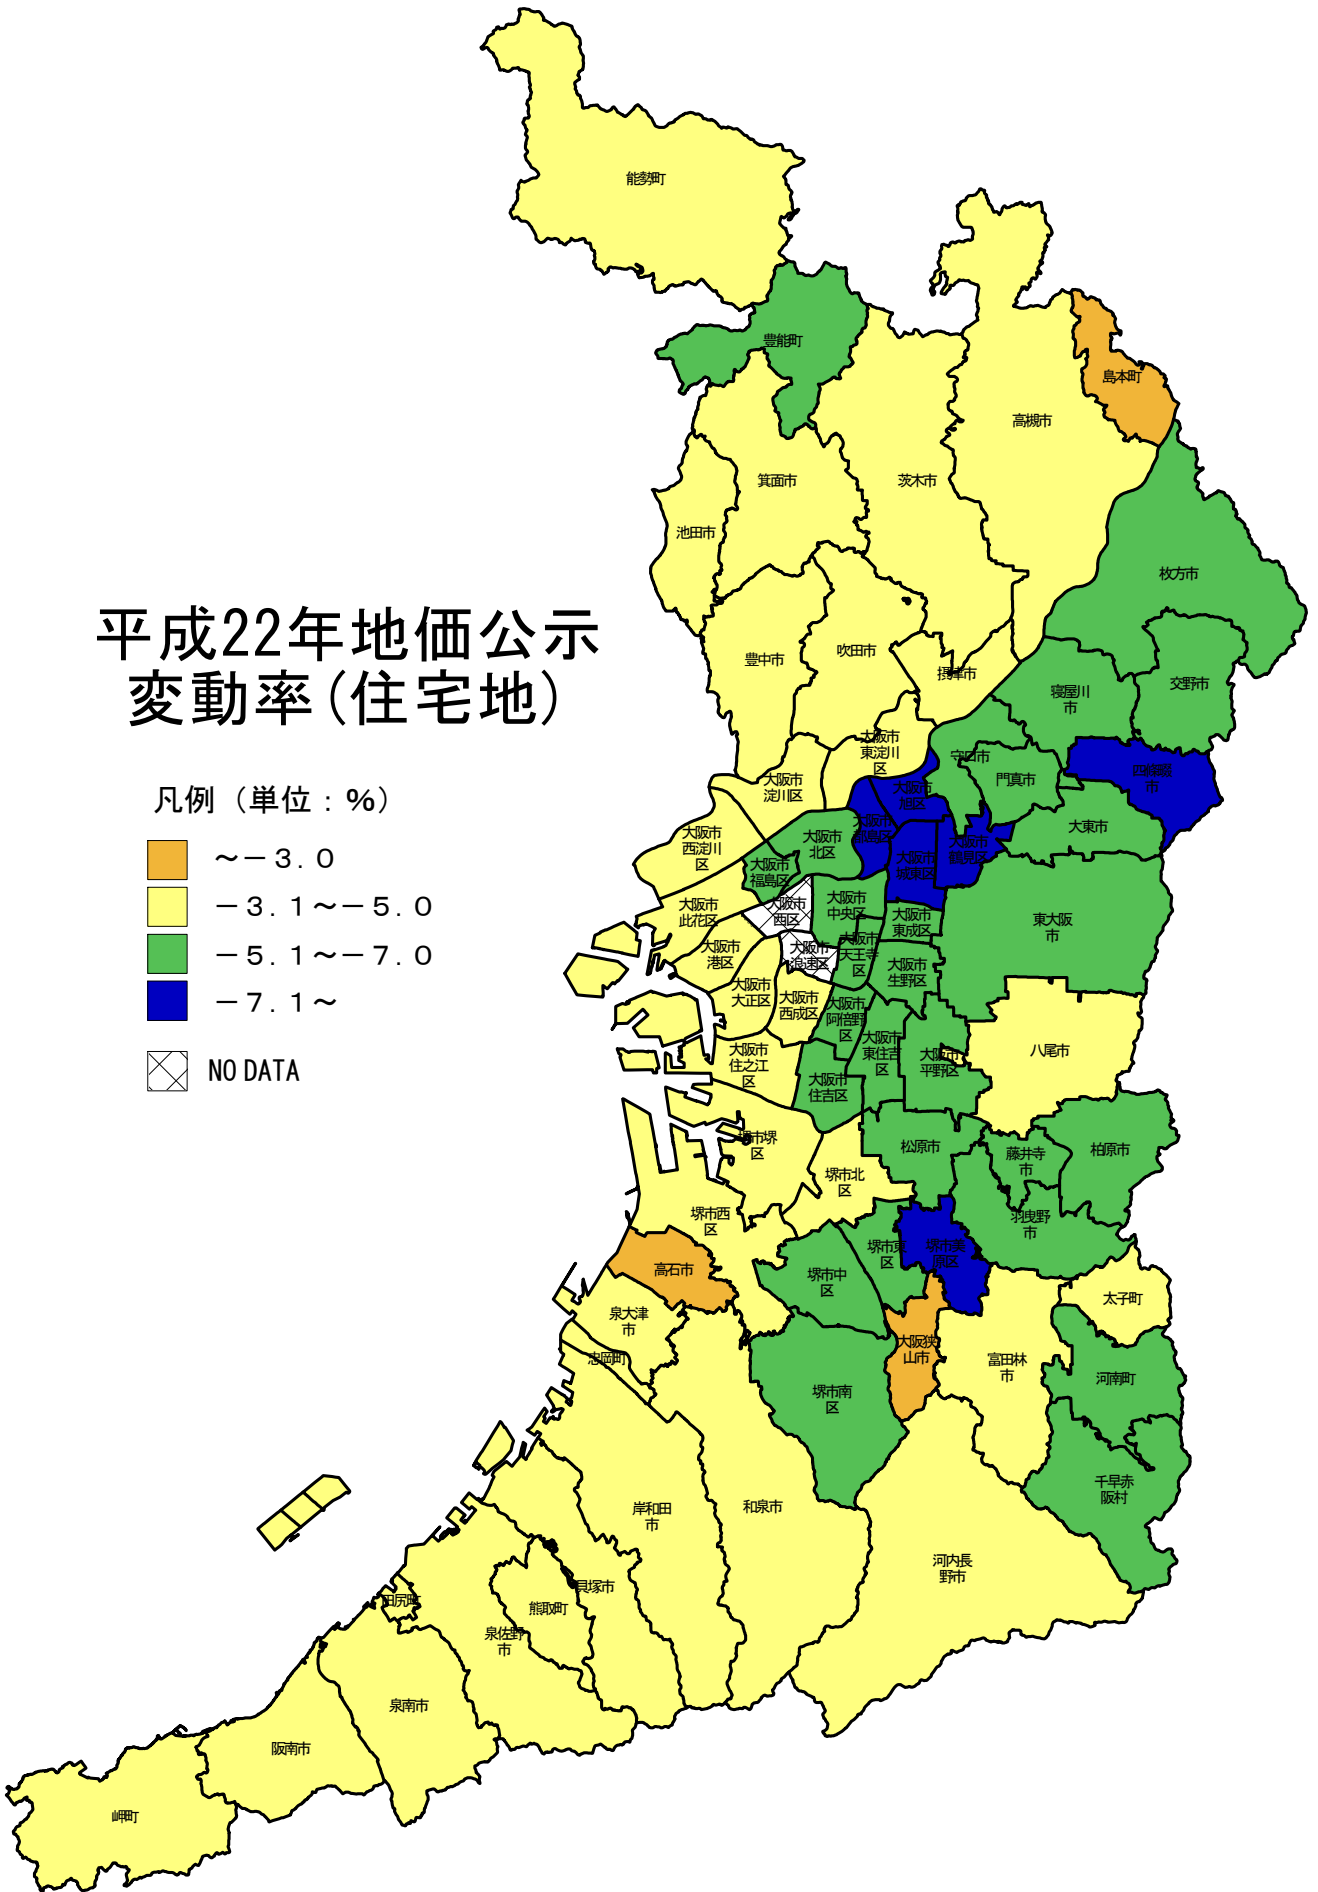 平成22年地価公示
変動率(住宅地)
凡例（単位：%）
～－３．０
－３．１～－５．０
－５．１～－７．０
－７．１～
NO DATA
能勢町
豊能町
島本町
高槻市
箕面市
茨木市
池田市
枚方市
豊中市
吹田市
摂津市
交野市
寝屋川
市
大阪市
東淀川
区
守口市
門真市
四條畷
市
大阪市
淀川区
大阪市
旭区
大阪市
都島区
大東市
大阪市
西淀川
区
大阪市
北区
大阪市
鶴見区
大阪市
城東区
大阪市
福島区
大阪市
此花区
大阪市
西区
大阪市
中央区
大阪市
東成区
東大阪
市
大阪市
港区
大阪市
浪速区
大阪市
天王寺
区
大阪市
生野区
大阪市
大正区
大阪市
西成区
大阪市
阿倍野
区
大阪市
東住吉
区
大阪市
平野区
八尾市
大阪市
住之江
区
大阪市
住吉区
堺市堺
区
松原市
藤井寺
市
柏原市
堺市北
区
堺市西
区
羽曳野
市
堺市東
区
堺市美
原区
高石市
堺市中
区
太子町
泉大津
市
大阪狭
山市
忠岡町
富田林
市
河南町
堺市南
区
千早赤
阪村
岸和田
市
和泉市
河内長
野市
貝塚市
田尻町
熊取町
泉佐野
市
泉南市
阪南市
岬町